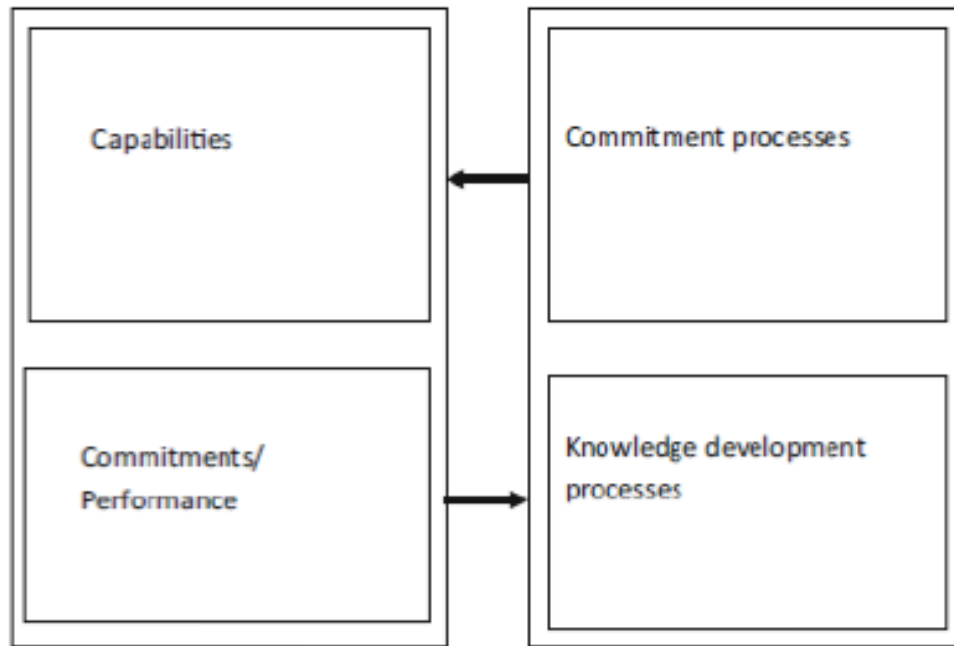 Capabilities
Commitment processes
Commitments/
Performance
Knowledge development
processes